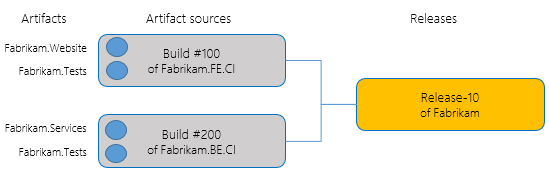 Artifacts
Artifact sources
Releases
Fabrikam.Website
Fabrikam.Tests
Build #100
of Fabrikam.FE.CI
Release-10
of Fabrikam
Fabrikam.Services
Fabrikam.Tests
Build #200
of Fabrikam.BE.CI